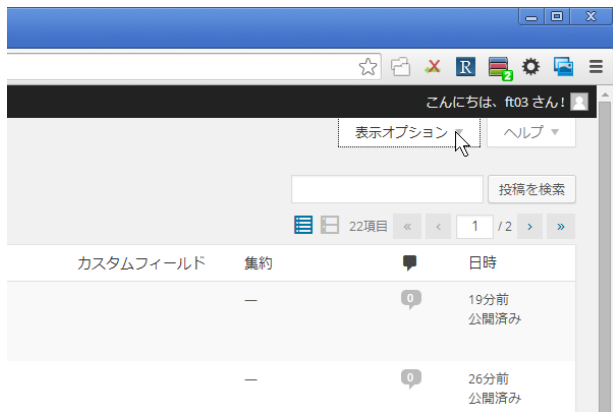 R
2
こんにちは、ft03 さん!
表示オプション ▼ ヘルプ ▼
投稿を検索
22項目 « ‹ 1 / 2 › »
カスタムフィールド 集約 日時
— 0 19分前
公開済み
— 0 26分前
公開済み